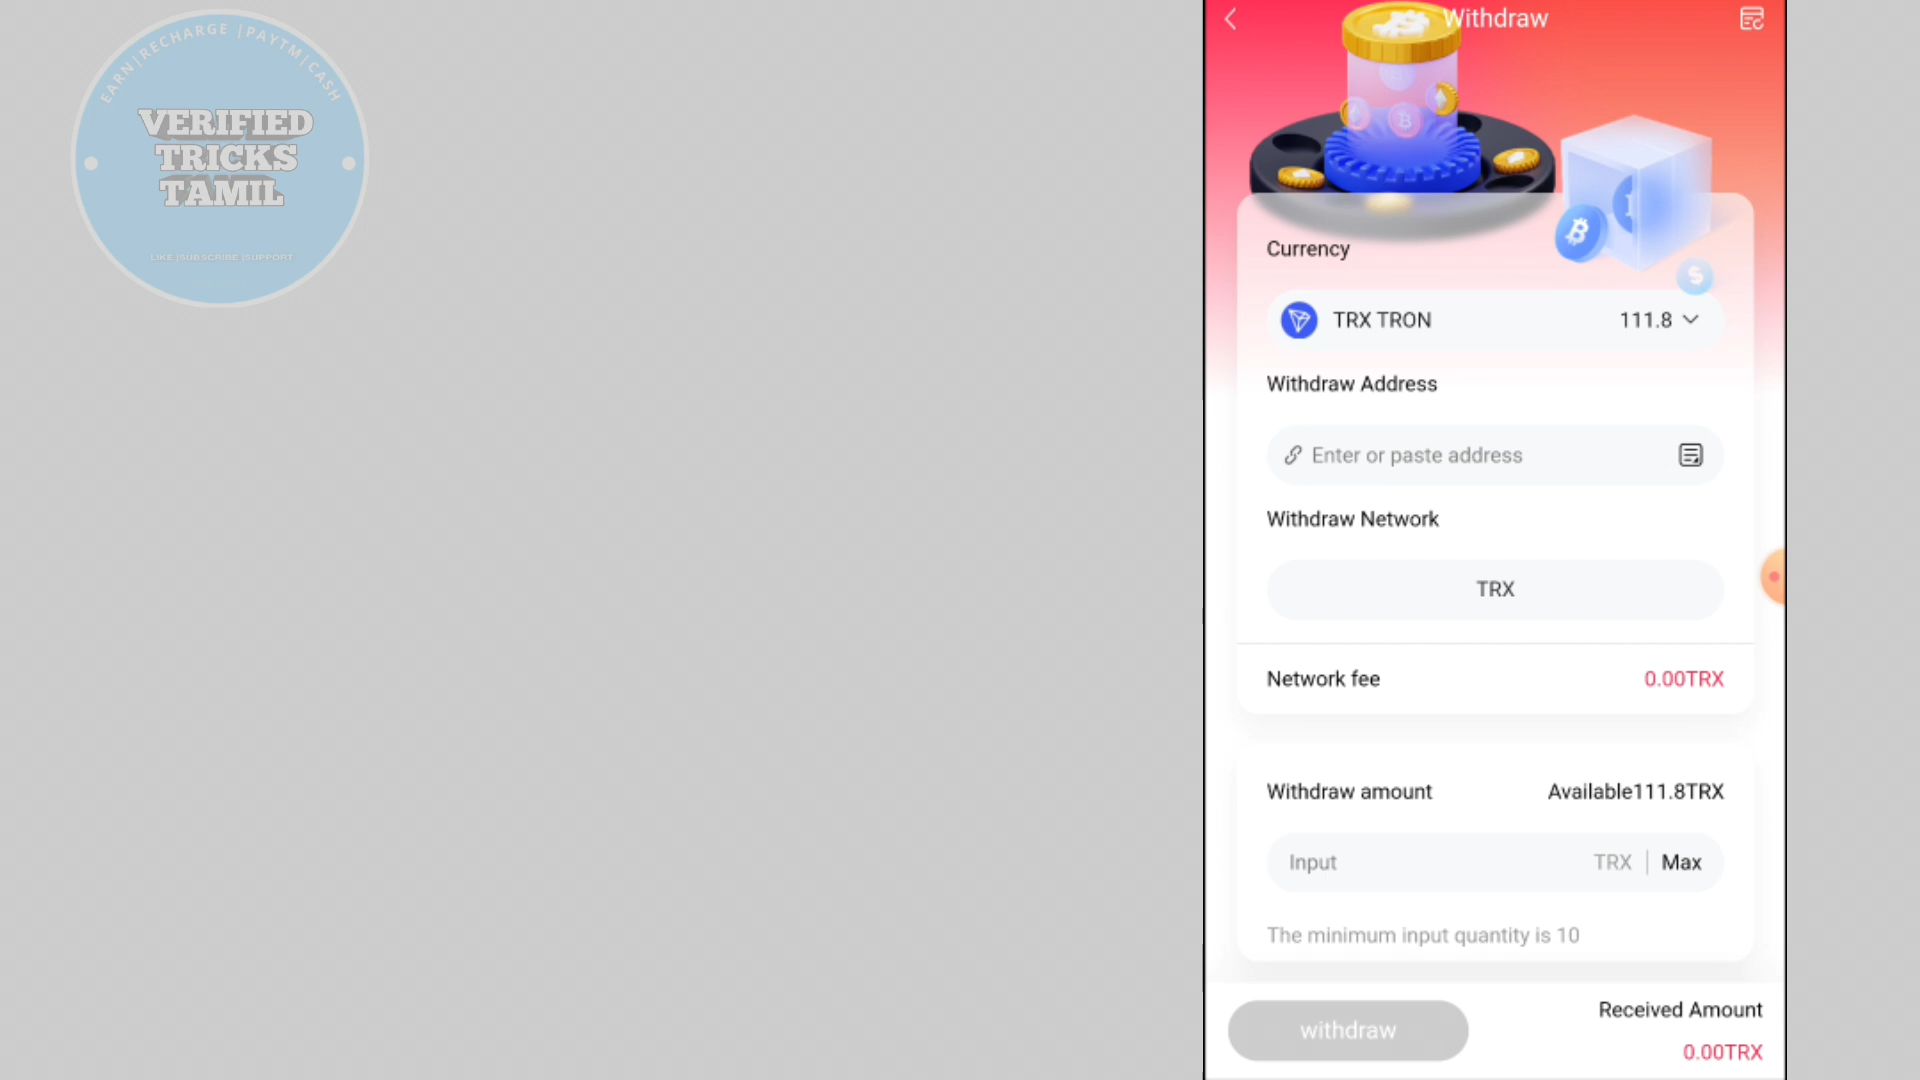 EARN|RECHARGE |PAYTM|CASH
VERIFIED
TRICKS
TAMIL
LIKE |SUBSCRIBE |SUPPORT
Withdraw
Currency
TRX TRON 111.8
Withdraw Address
Enter or paste address
Withdraw Network
TRX
Network fee 0.00TRX
Withdraw amount Available111.8TRX
Input TRX | Max
The minimum input quantity is 10
withdraw
Received Amount
0.00TRX